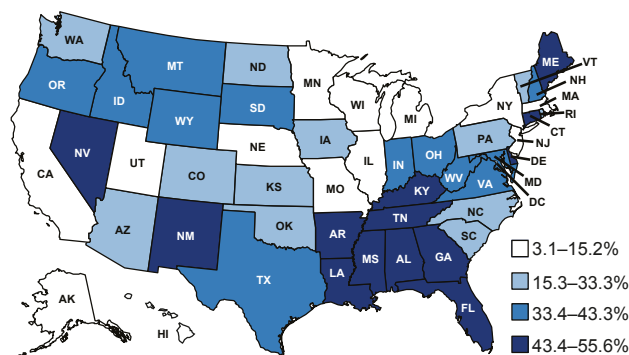 WA
MT
ND
MN
ME
VT
NH
OR
ID
SD
WI
NY
MA
WY
MI
RI
CT
IA
PA
NJ
NE
NV
OH
DE
UT
IL
IN
CA
CO
WV
VA
MD
KS
MO
KY
DC
NC
TN
AZ
OK
NM
AR
SC
MS
AL
GA
3.1–15.2%
LA
TX
15.3–33.3%
AK
FL
33.4–43.3%
HI
43.4–55.6%